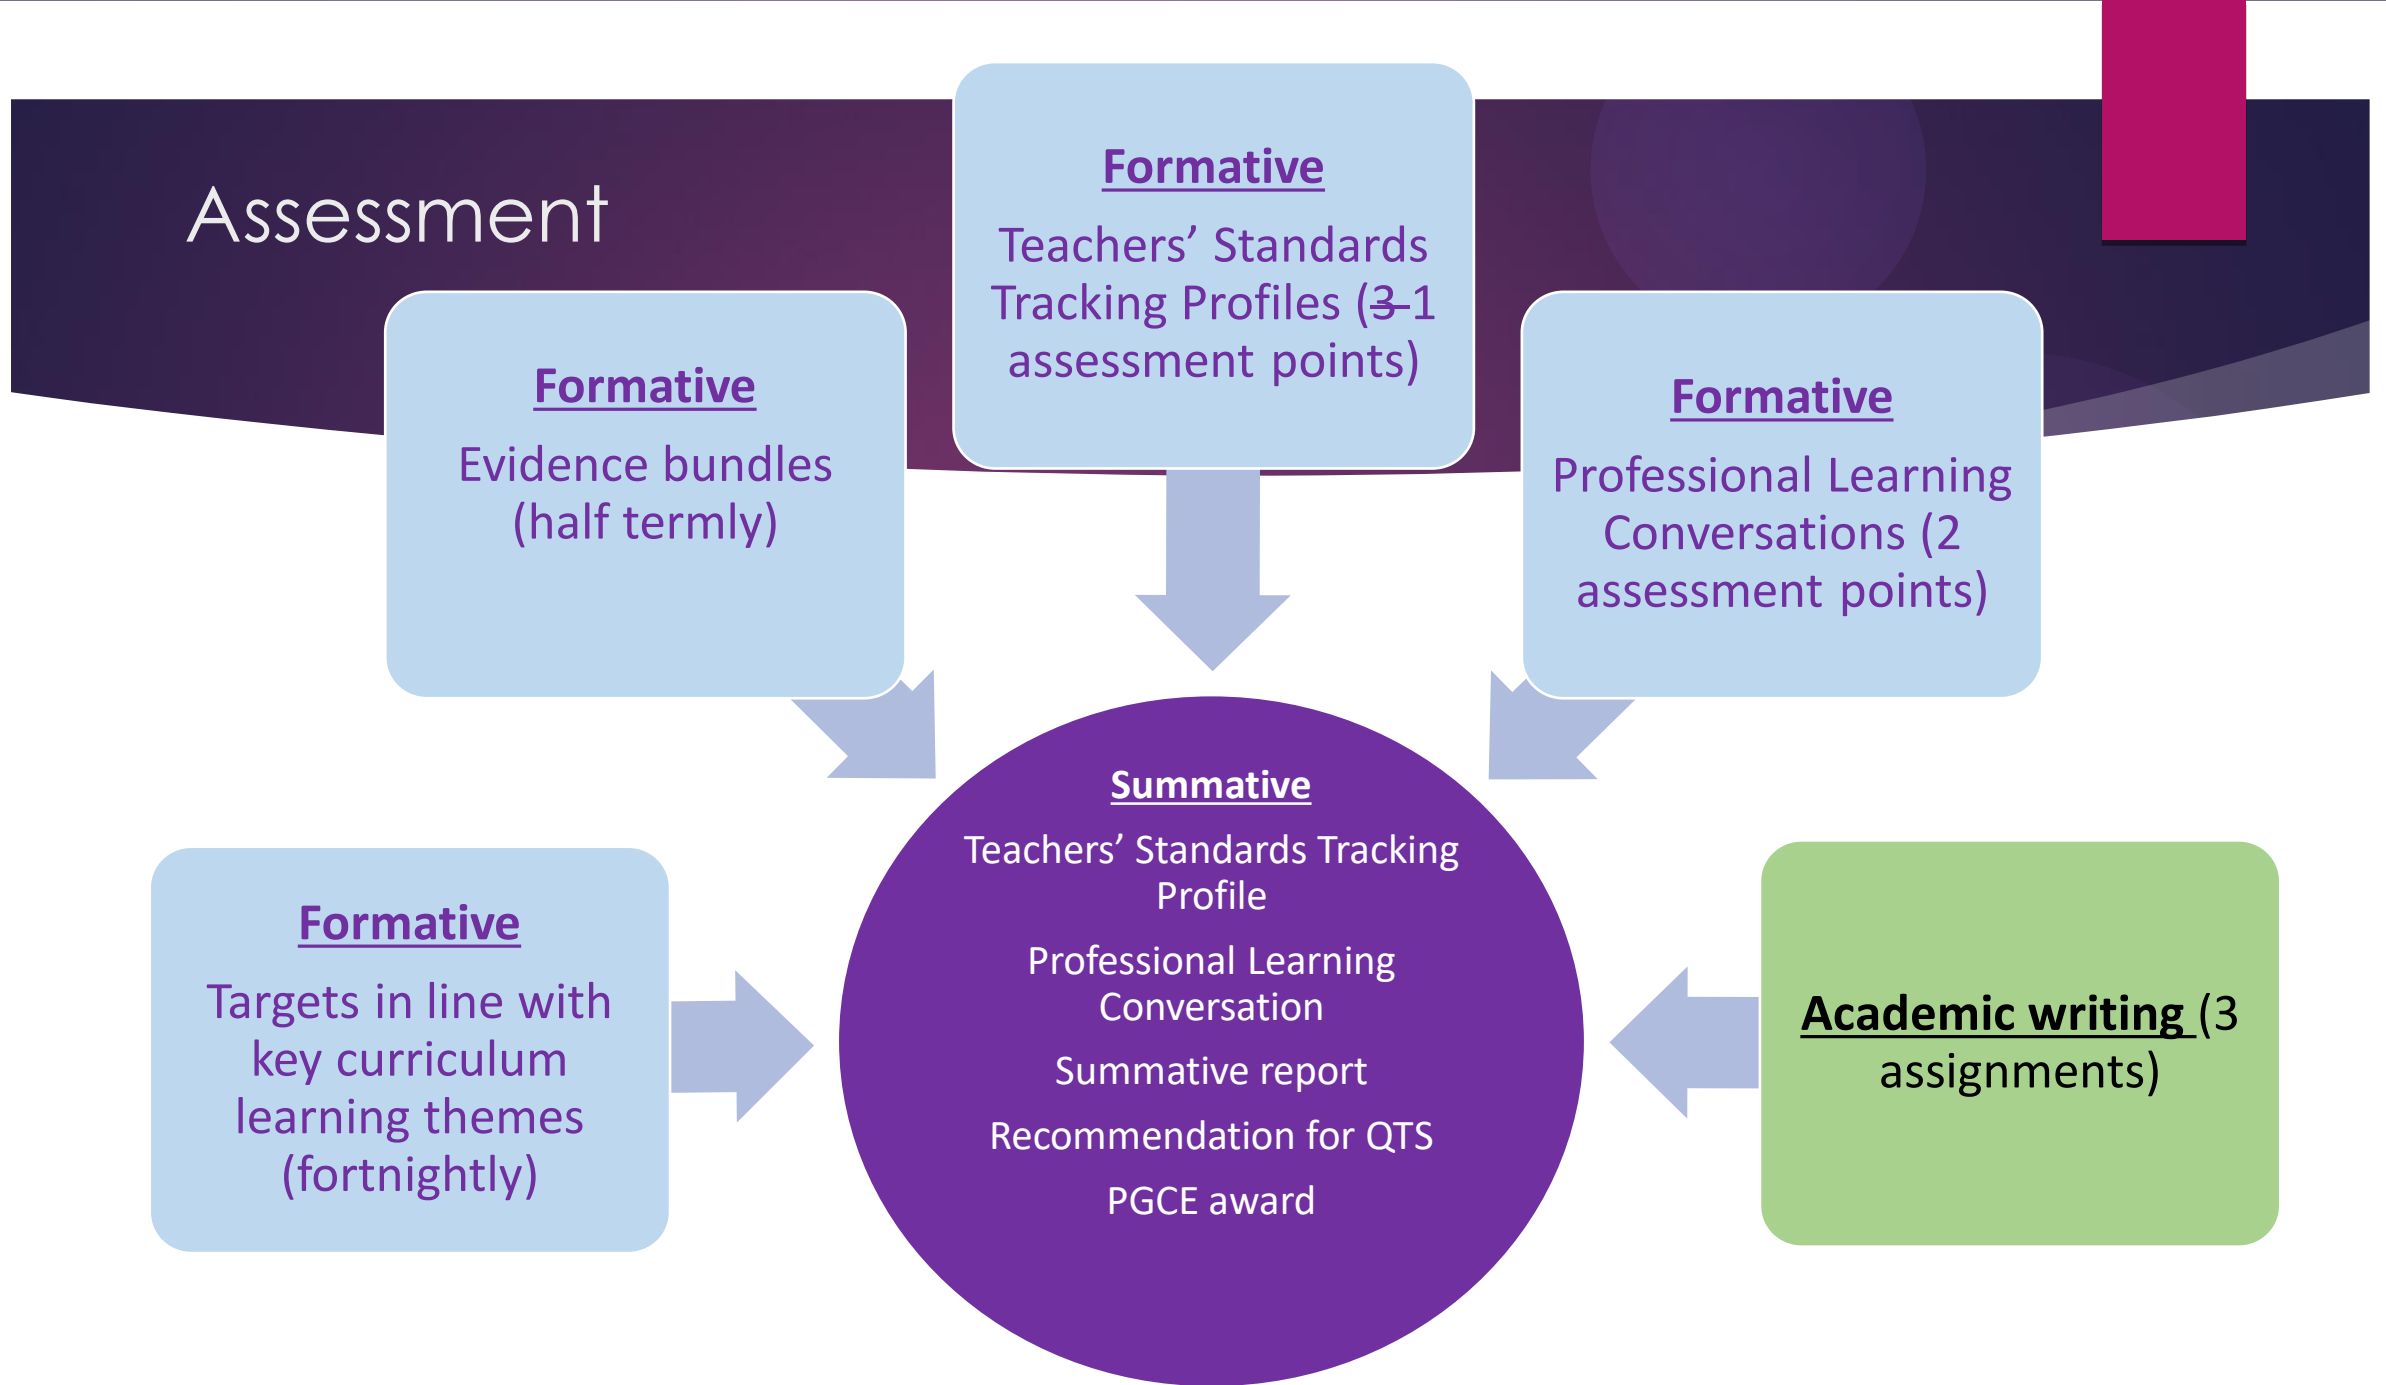 Assessment
Formative
Teachers’ Standards
Tracking Profiles (3 1
assessment points)
Formative
Evidence bundles
(half termly)
Formative
Professional Learning
Conversations (2
assessment points)
Formative
Targets in line with
key curriculum
learning themes
(fortnightly)
Summative
Teachers’ Standards Tracking
Profile
Professional Learning
Conversation
Summative report
Recommendation for QTS
PGCE award
Academic writing (3
assignments)